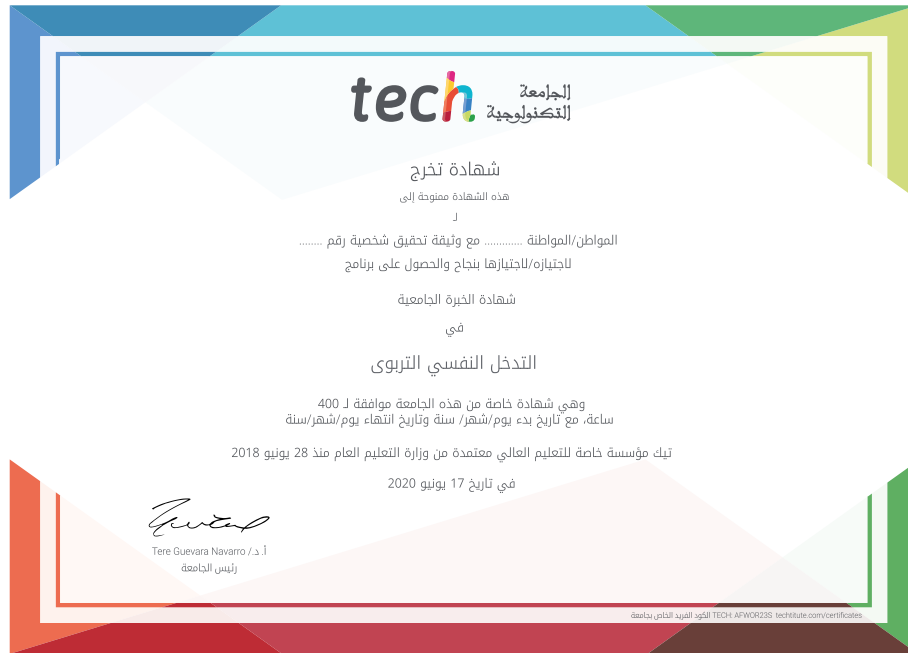 tech الجامعة
التكنولوجية
شهادة تخرج
هذه الشهادة ممنوحة إلى
لـ
المواطن/المواطنة ............. مع وثيقة تحقيق شخصية رقم ........
لاجتيازه/لاجتيازها بنجاح والحصول على برنامج
شهادة الخبرة الجامعية
في
التدخل النفسي التربوى
وهي شهادة خاصة من هذه الجامعة موافقة لـ 400
ساعة، مع تاريخ بدء يوم/شهر/ سنة وتاريخ انتهاء يوم/شهر/سنة
تيك مؤسسة خاصة للتعليم العالي معتمدة من وزارة التعليم العام منذ 28 يونيو 2018
في تاريخ 17 يونيو 2020
أ. د./ Tere Guevara Navarro
رئيس الجامعة
الكود الفريد الخاص بجامعة TECH: AFWOR23S techtitute.com/certificates